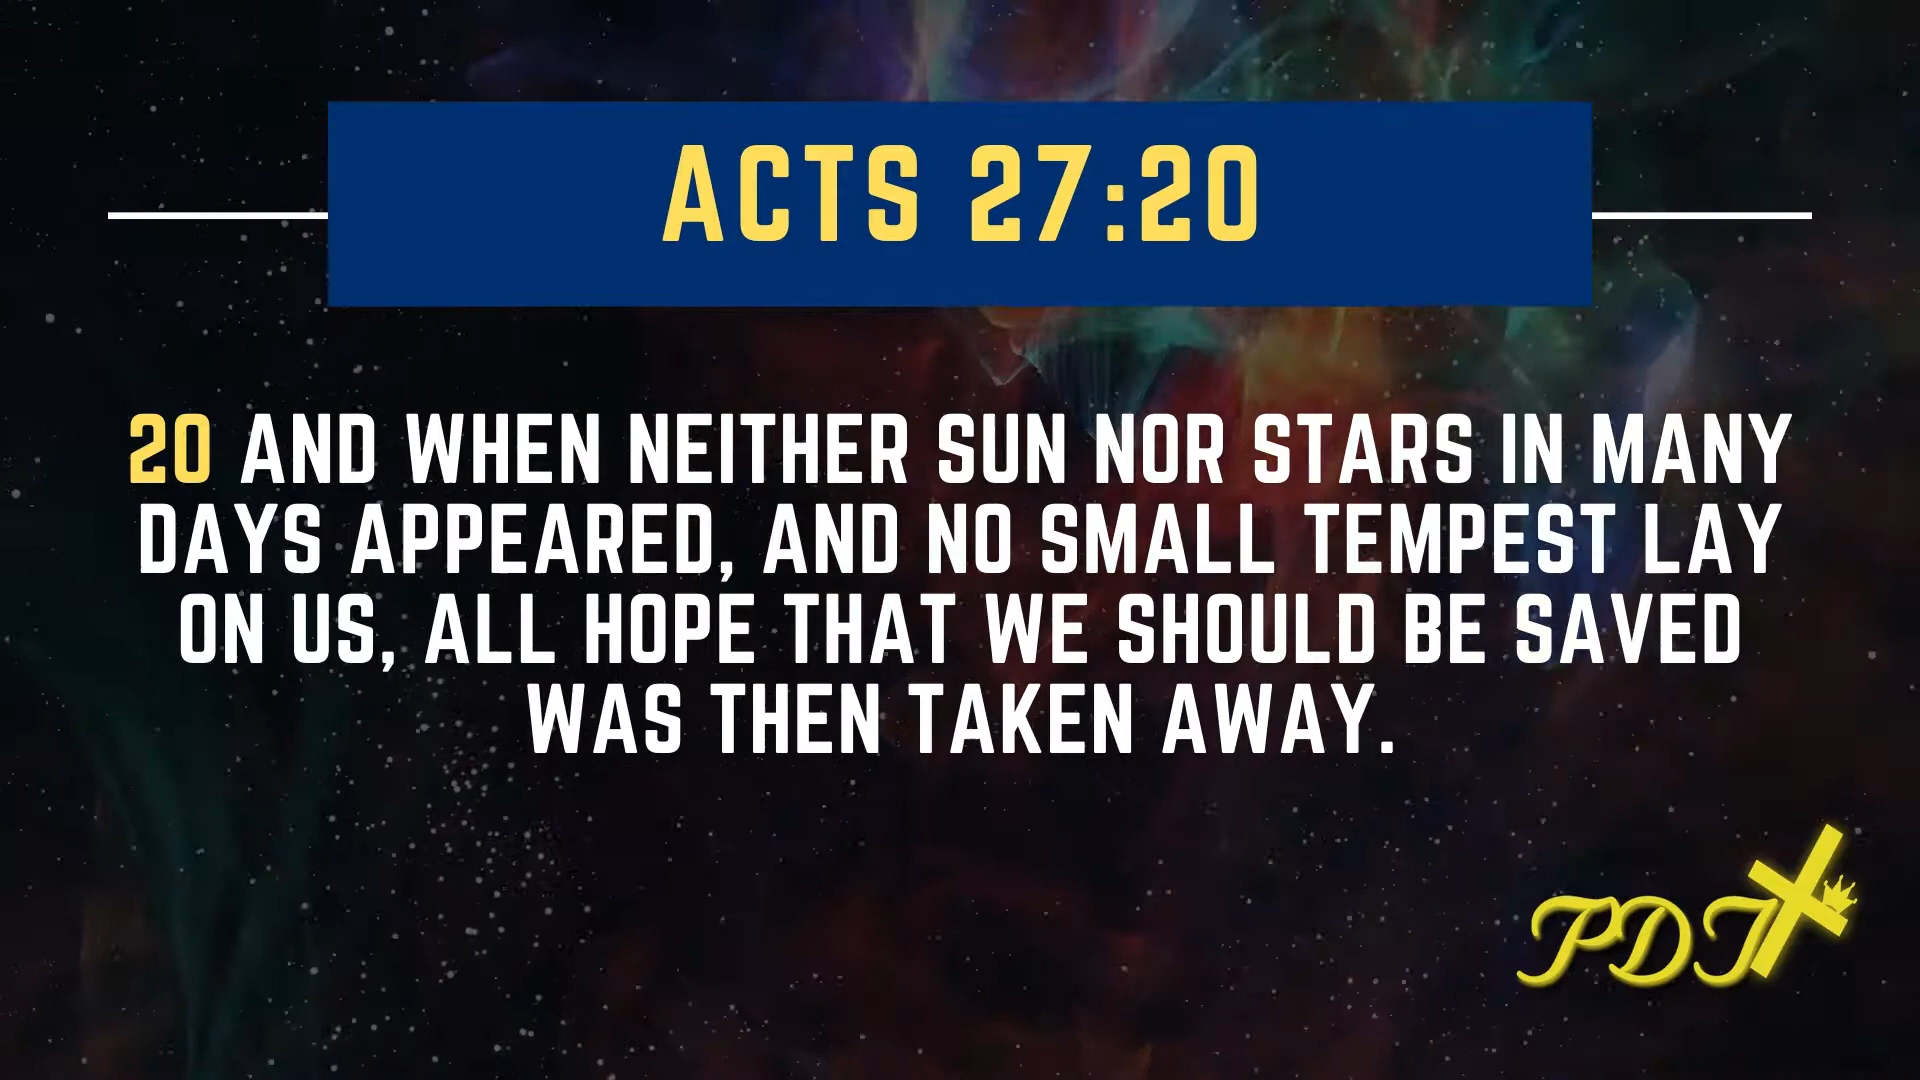 ACTS 27:20
20 AND WHEN NEITHER SUN NOR STARS IN MANY
DAYS APPEARED, AND NO SMALL TEMPEST LAY
ON US, ALL HOPE THAT WE SHOULD BE SAVED
WAS THEN TAKEN AWAY.
PDT